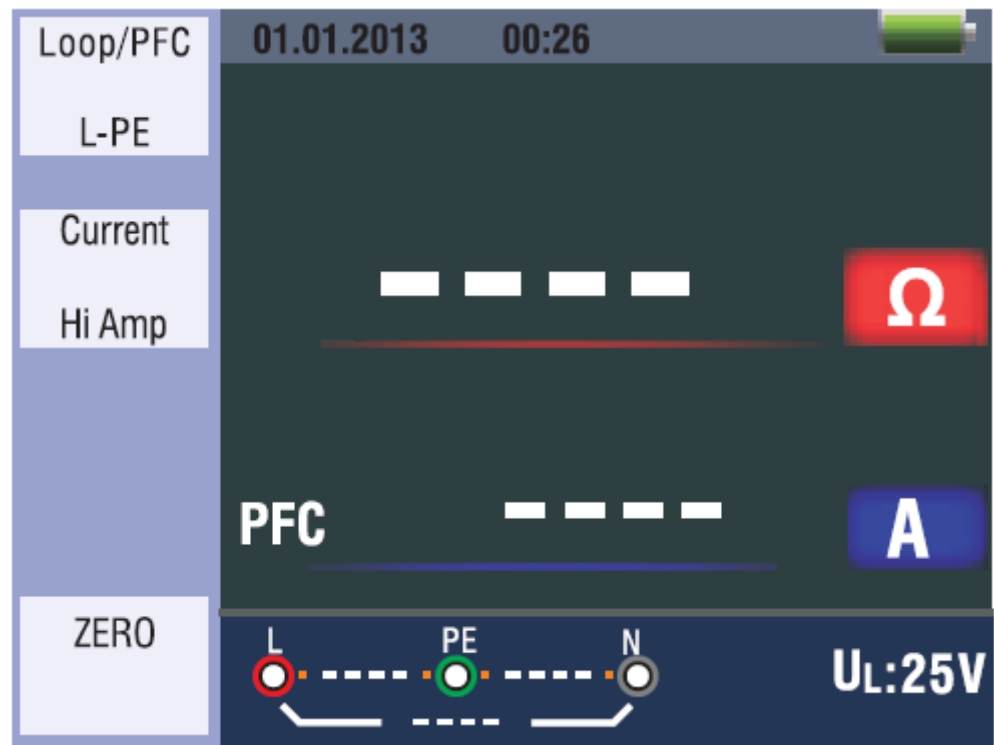 Loop/PFC
L-PE
Current
Hi Amp
ZERO
01.01.2013 00:26
---- Ω
PFC ---- A
L PE N
---- ----
----
UL:25V